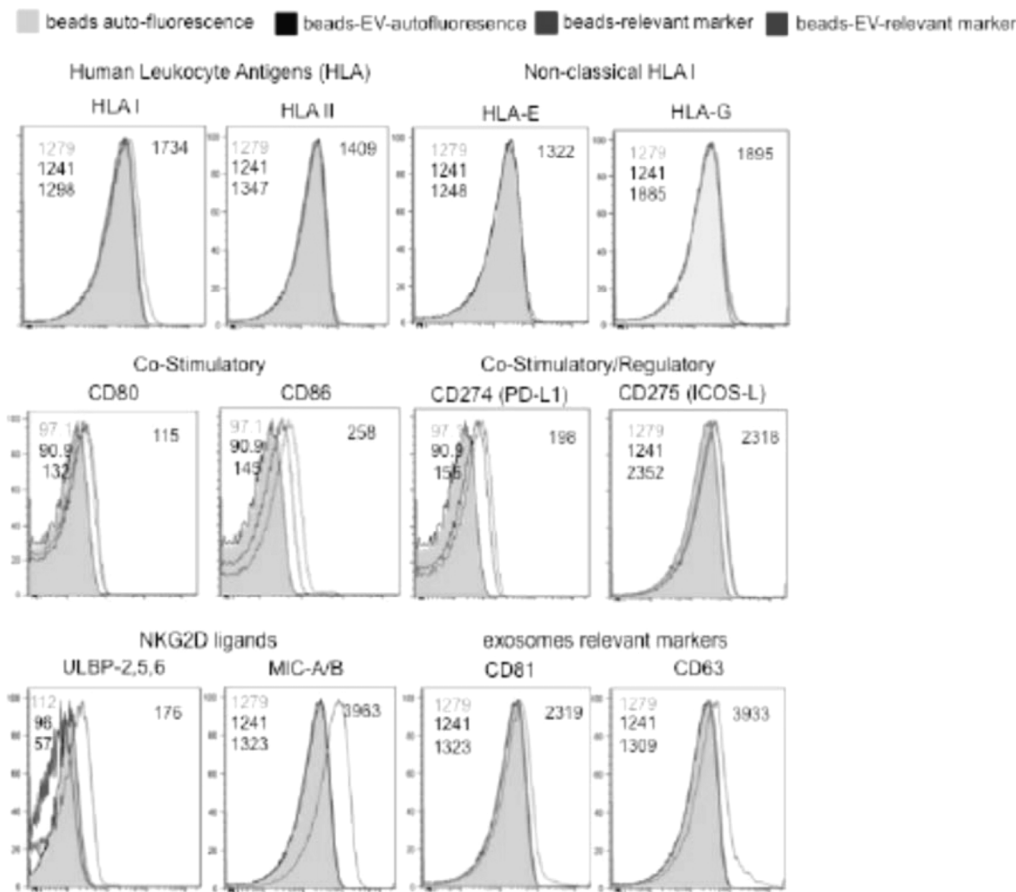 beads auto-fluorescence beads-EV-autofluoresence beads-relevant marker beads-EV-relevant marker
Human Leukocyte Antigens (HLA) Non-classical HLA I
HLA I HLA II HLA-E HLA-G
1279 1734 1279 1409 1279 1322 1279 1895
1241 1241 1241 1241
1298 1347 1248 1885
Co-Stimulatory Co-Stimulatory/Regulatory
CD80 CD86 CD274 (PD-L1) CD275 (ICOS-L)
97.1 115 97.1 258 198 1279 2318
90.9 90.9 90.9 1241
132 145 2352
NKG2D ligands exosomes relevant markers
ULBP-2,5,6 MIC-A/B CD81 CD63
112 176 1279 3963 1279 2319 1279 3933
96 1241 1241 1241
57 1323 1323 1309